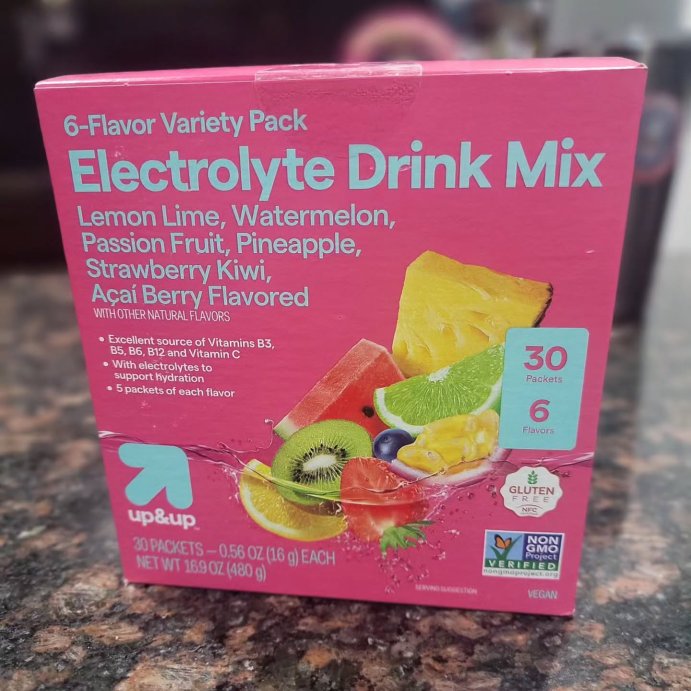 6-Flavor Variety Pack
Electrolyte Drink Mix
Lemon Lime, Watermelon,
Passion Fruit, Pineapple,
Strawberry Kiwi,
Açaí Berry Flavored
WITH OTHER NATURAL FLAVORS
• Excellent source of Vitamins B3,
B5, B6, B12 and Vitamin C
• With electrolytes to
support hydration
• 5 packets of each flavor
30
Packets
6
Flavors
up&up™
GLUTEN
FREE
NFC
30 PACKETS — 0.56 OZ (16 g) EACH
NET WT 16.9 OZ (480 g)
NON
GMO
Project
VERIFIED
nongmoproject.org
SERVING SUGGESTION
VEGAN